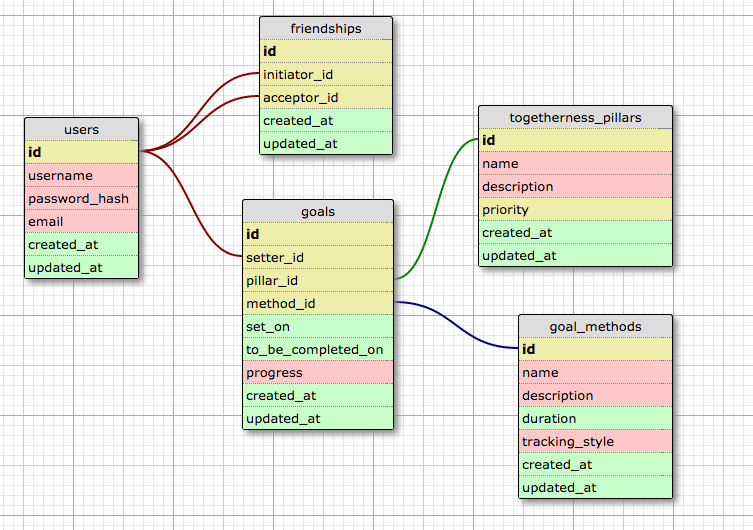 friendships
id
initiator_id
acceptor_id
created_at
updated_at
users
id
username
password_hash
email
created_at
updated_at
goals
id
setter_id
pillar_id
method_id
set_on
to_be_completed_on
progress
created_at
updated_at
togetherness_pillars
id
name
description
priority
created_at
updated_at
goal_methods
id
name
description
duration
tracking_style
created_at
updated_at